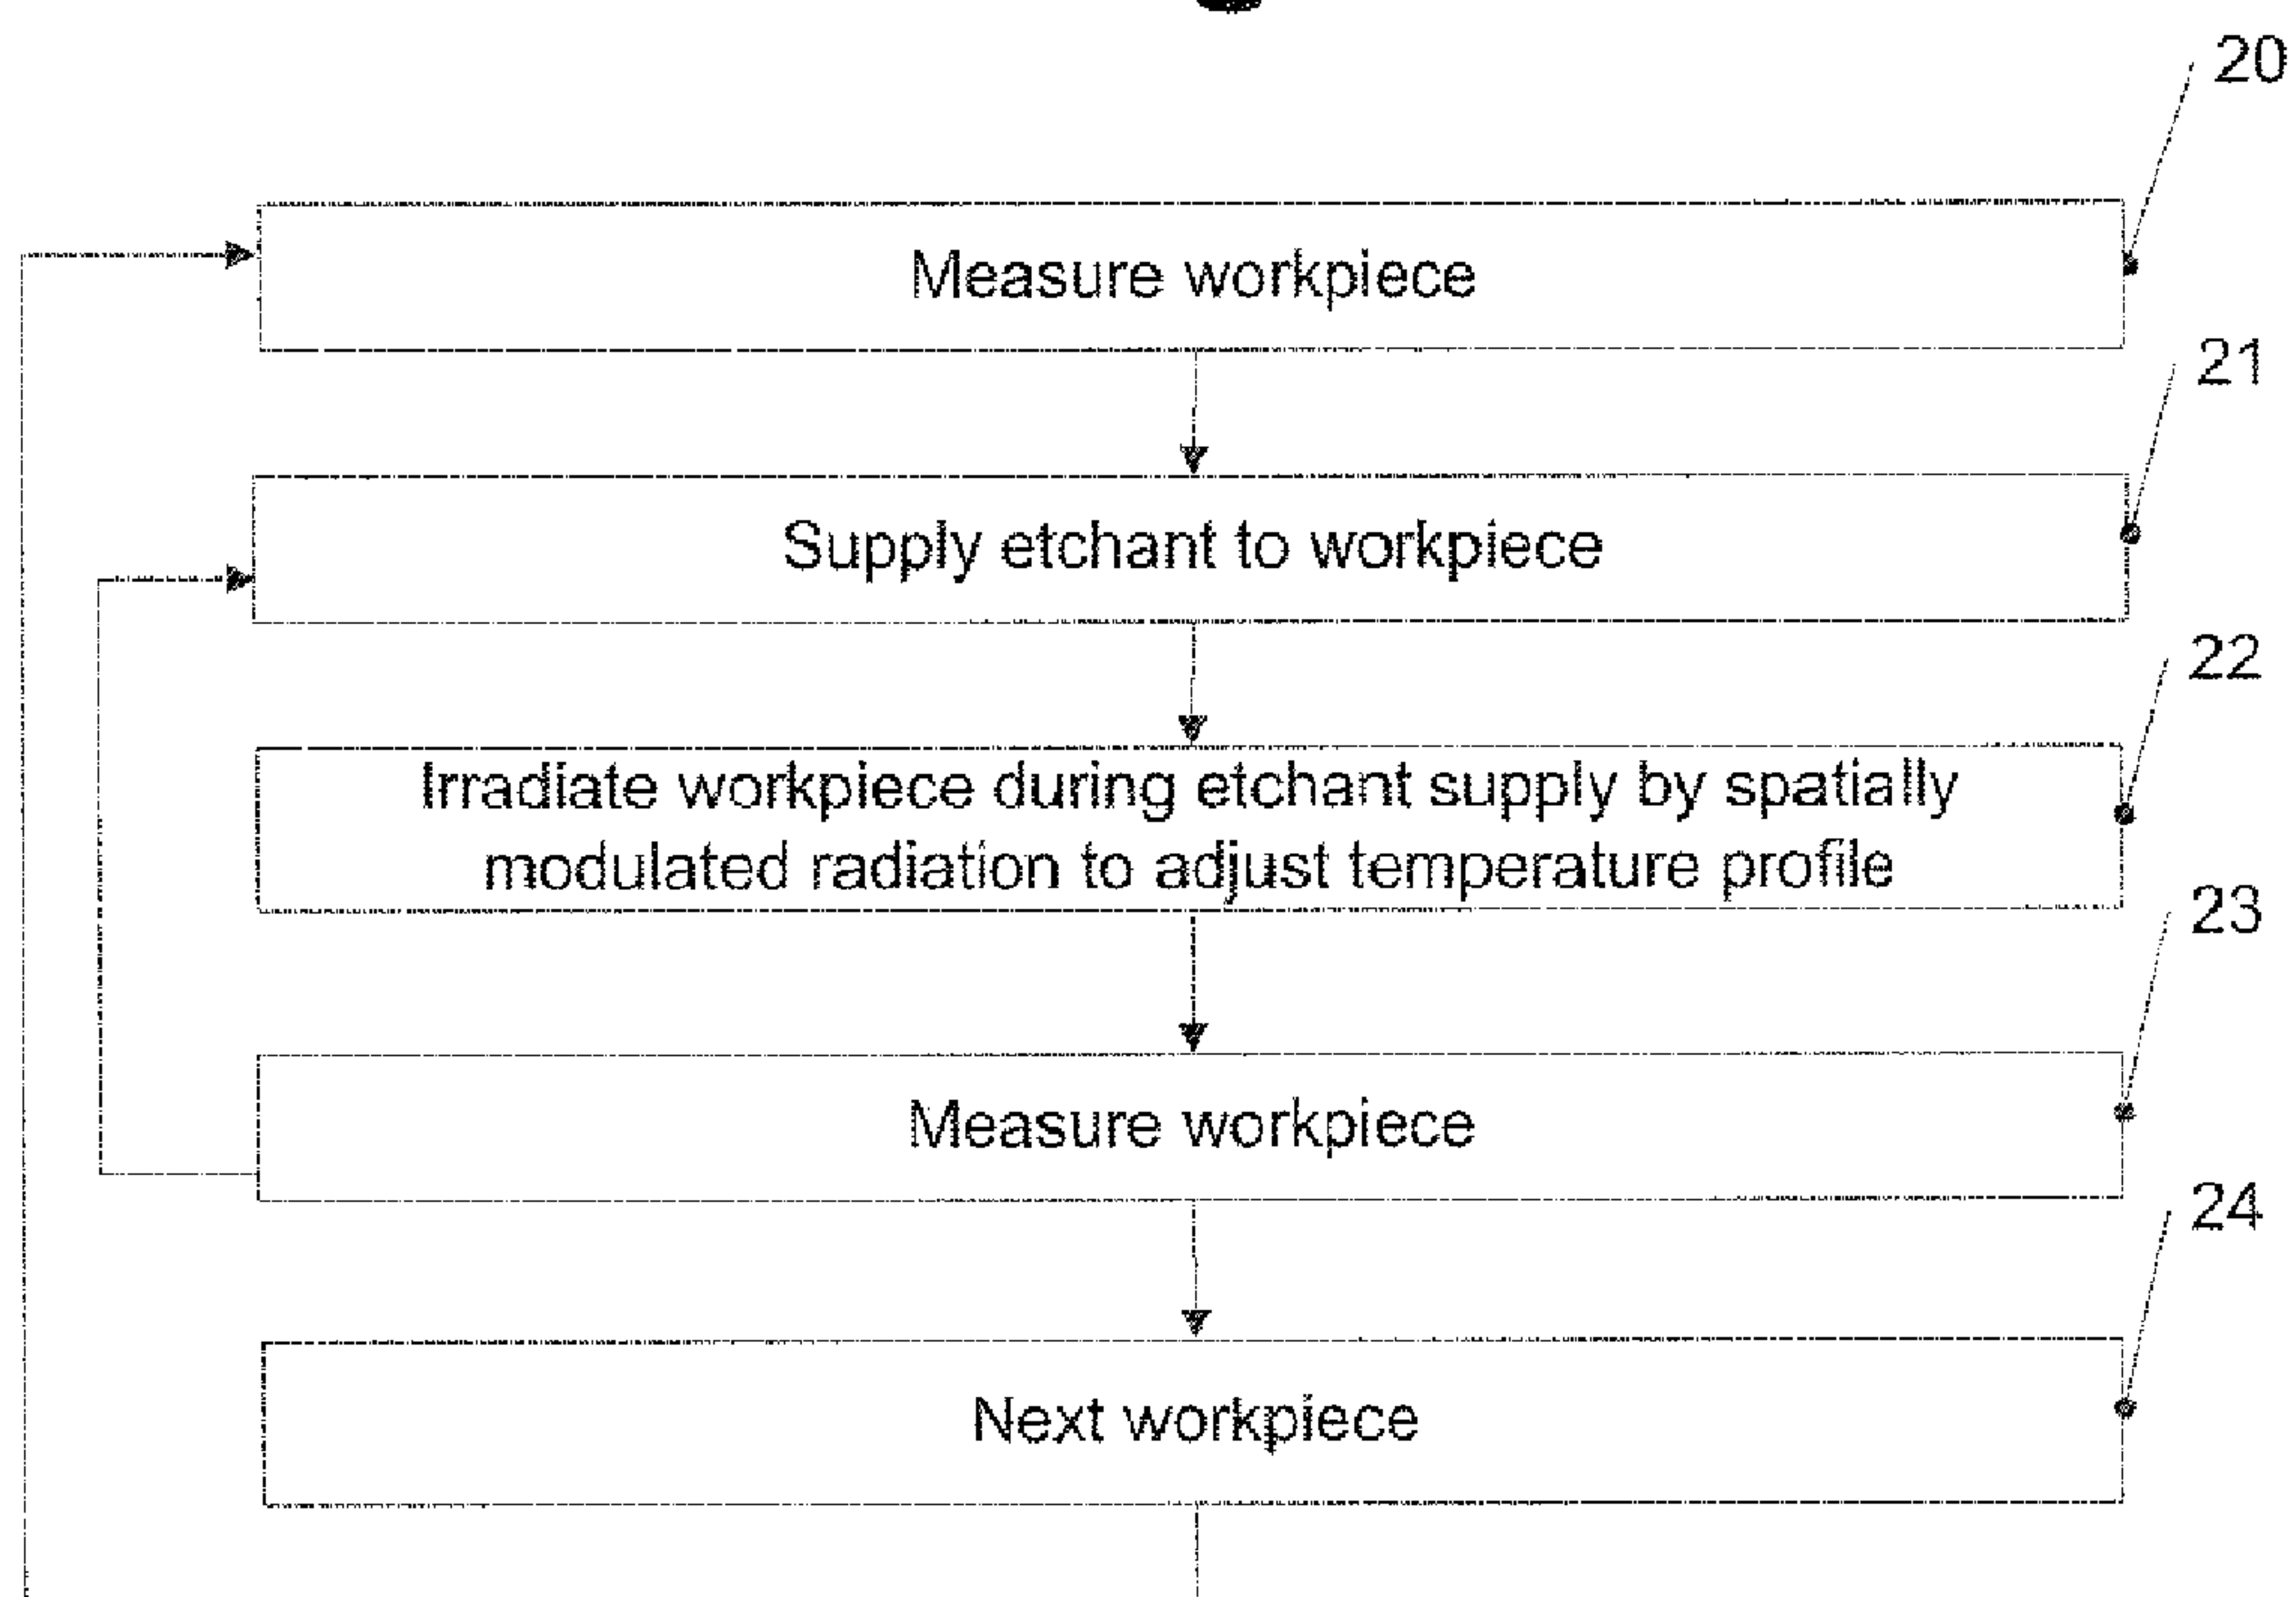 20
Measure workpiece
21
Supply etchant to workpiece
22
Irradiate workpiece during etchant supply by spatially
modulated radiation to adjust temperature profile
23
Measure workpiece
24
Next workpiece